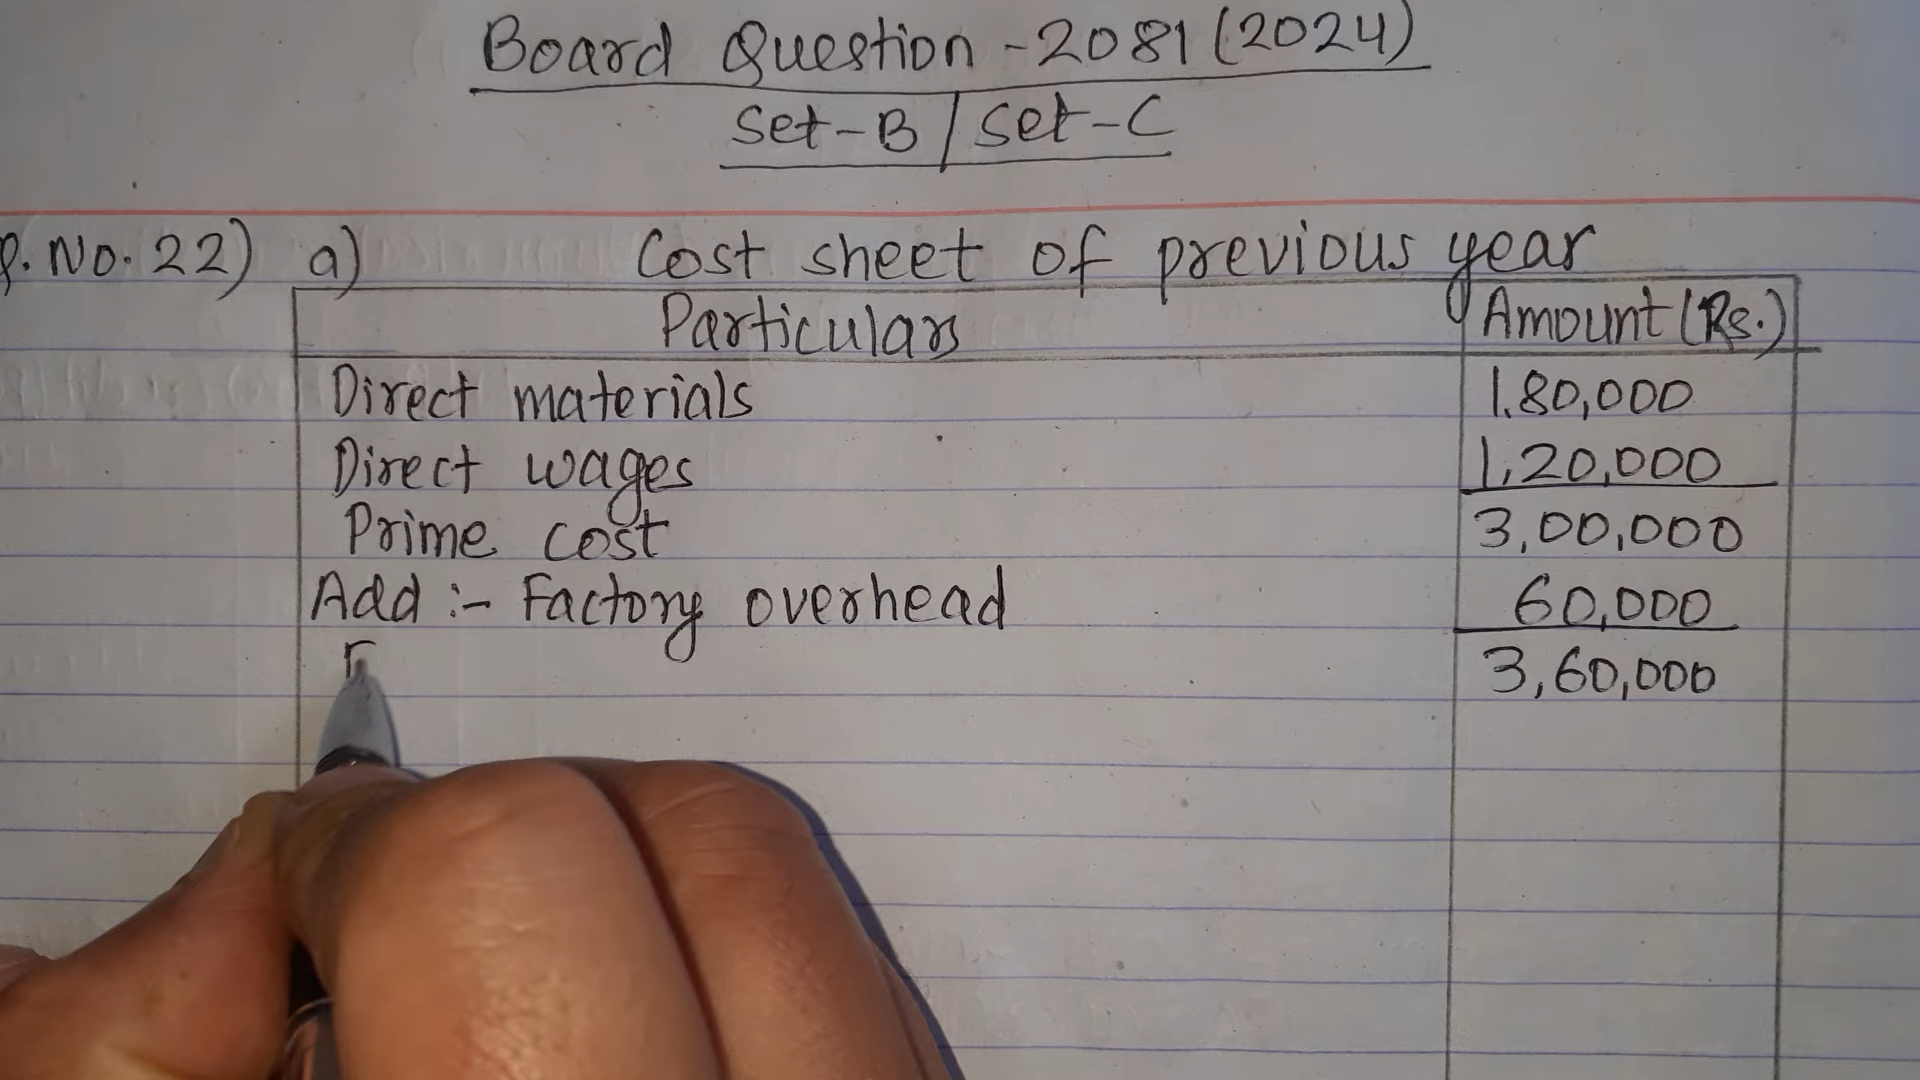 Board Question - 2081 (2024)
Set-B / Set-C
Q. No. 22) a) Cost sheet of previous year
Particulars Amount (Rs.)
Direct materials 1.80,000
Direct wages 1,20,000
Prime cost 3,00,000
Add :- Factory overhead 60,000
F 3,60,000